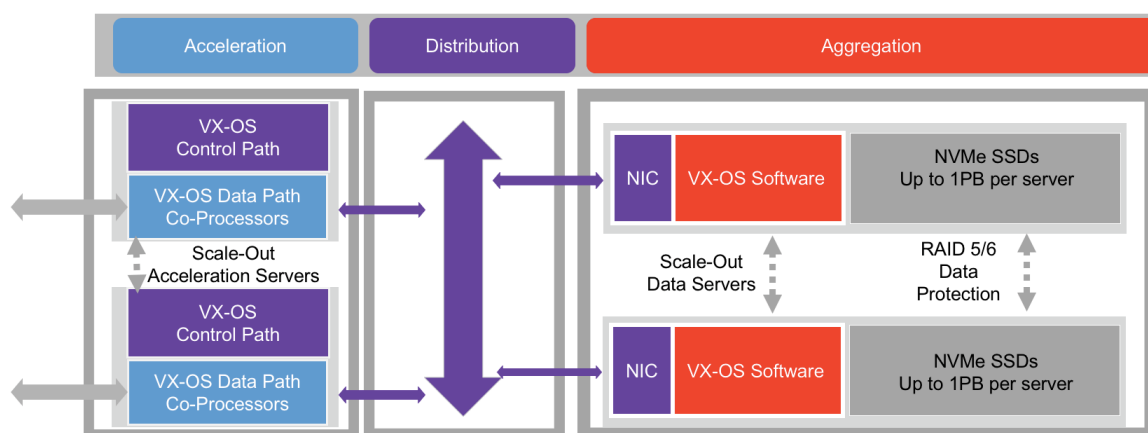 Acceleration
Distribution
Aggregation
VX-OS
Control Path
VX-OS Data Path
Co-Processors
Scale-Out
Acceleration Servers
VX-OS
Control Path
VX-OS Data Path
Co-Processors
NIC
VX-OS Software
NVMe SSDs
Up to 1PB per server
Scale-Out
Data Servers
RAID 5/6
Data
Protection
NIC
VX-OS Software
NVMe SSDs
Up to 1PB per server